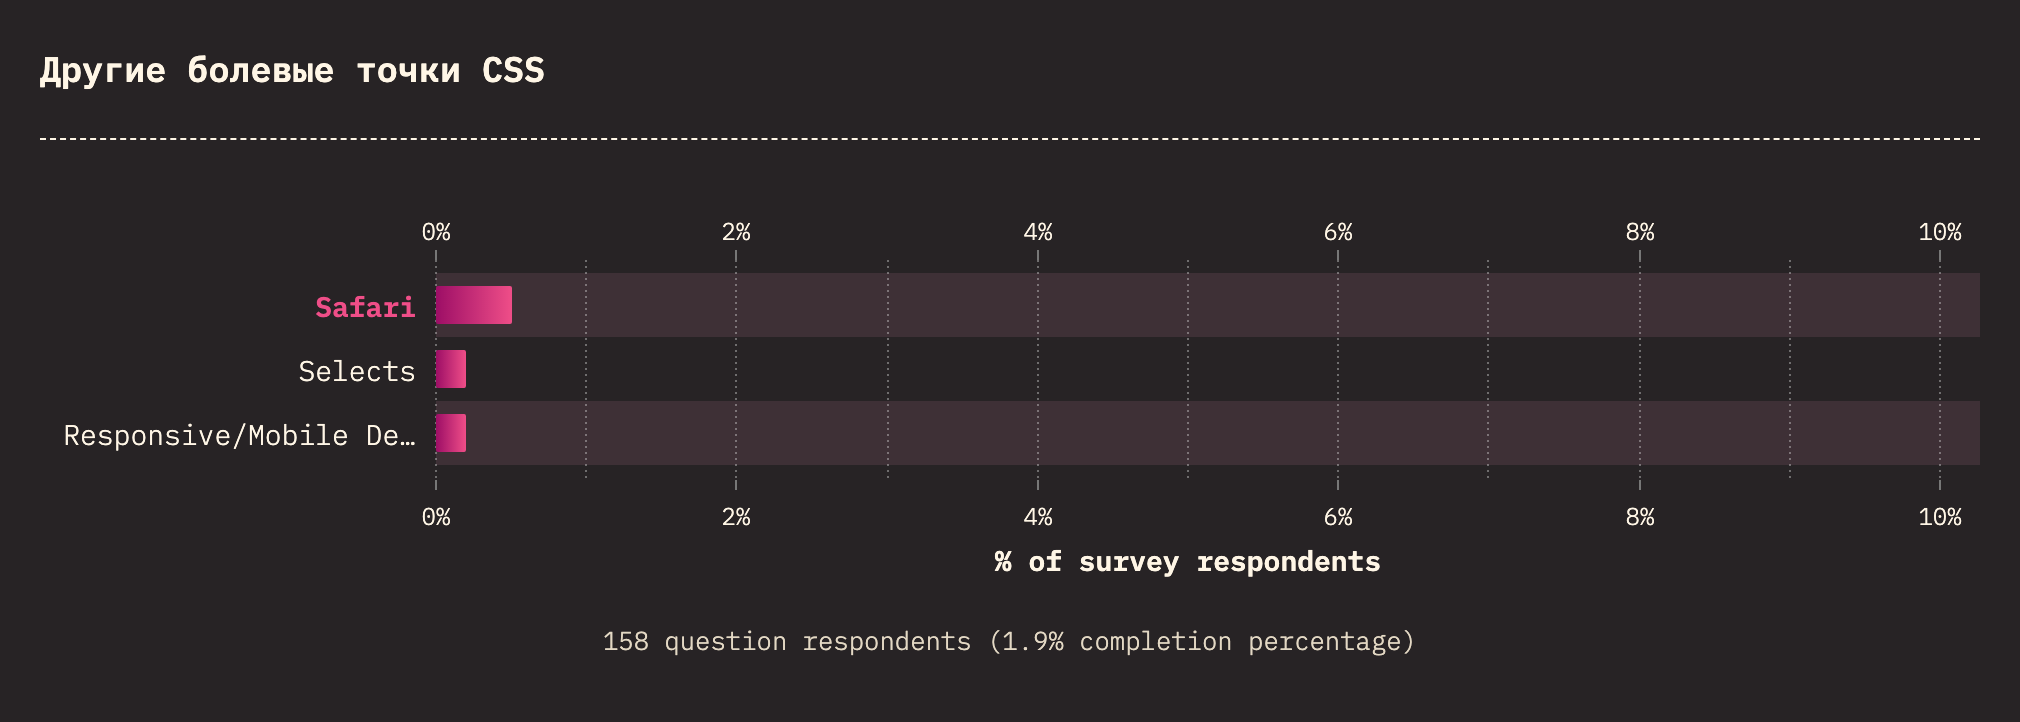 Другие болевые точки CSS
0% 2% 4% 6% 8% 10%
Safari
Selects
Responsive/Mobile De…
0% 2% 4% 6% 8% 10%
% of survey respondents
158 question respondents (1.9% completion percentage)